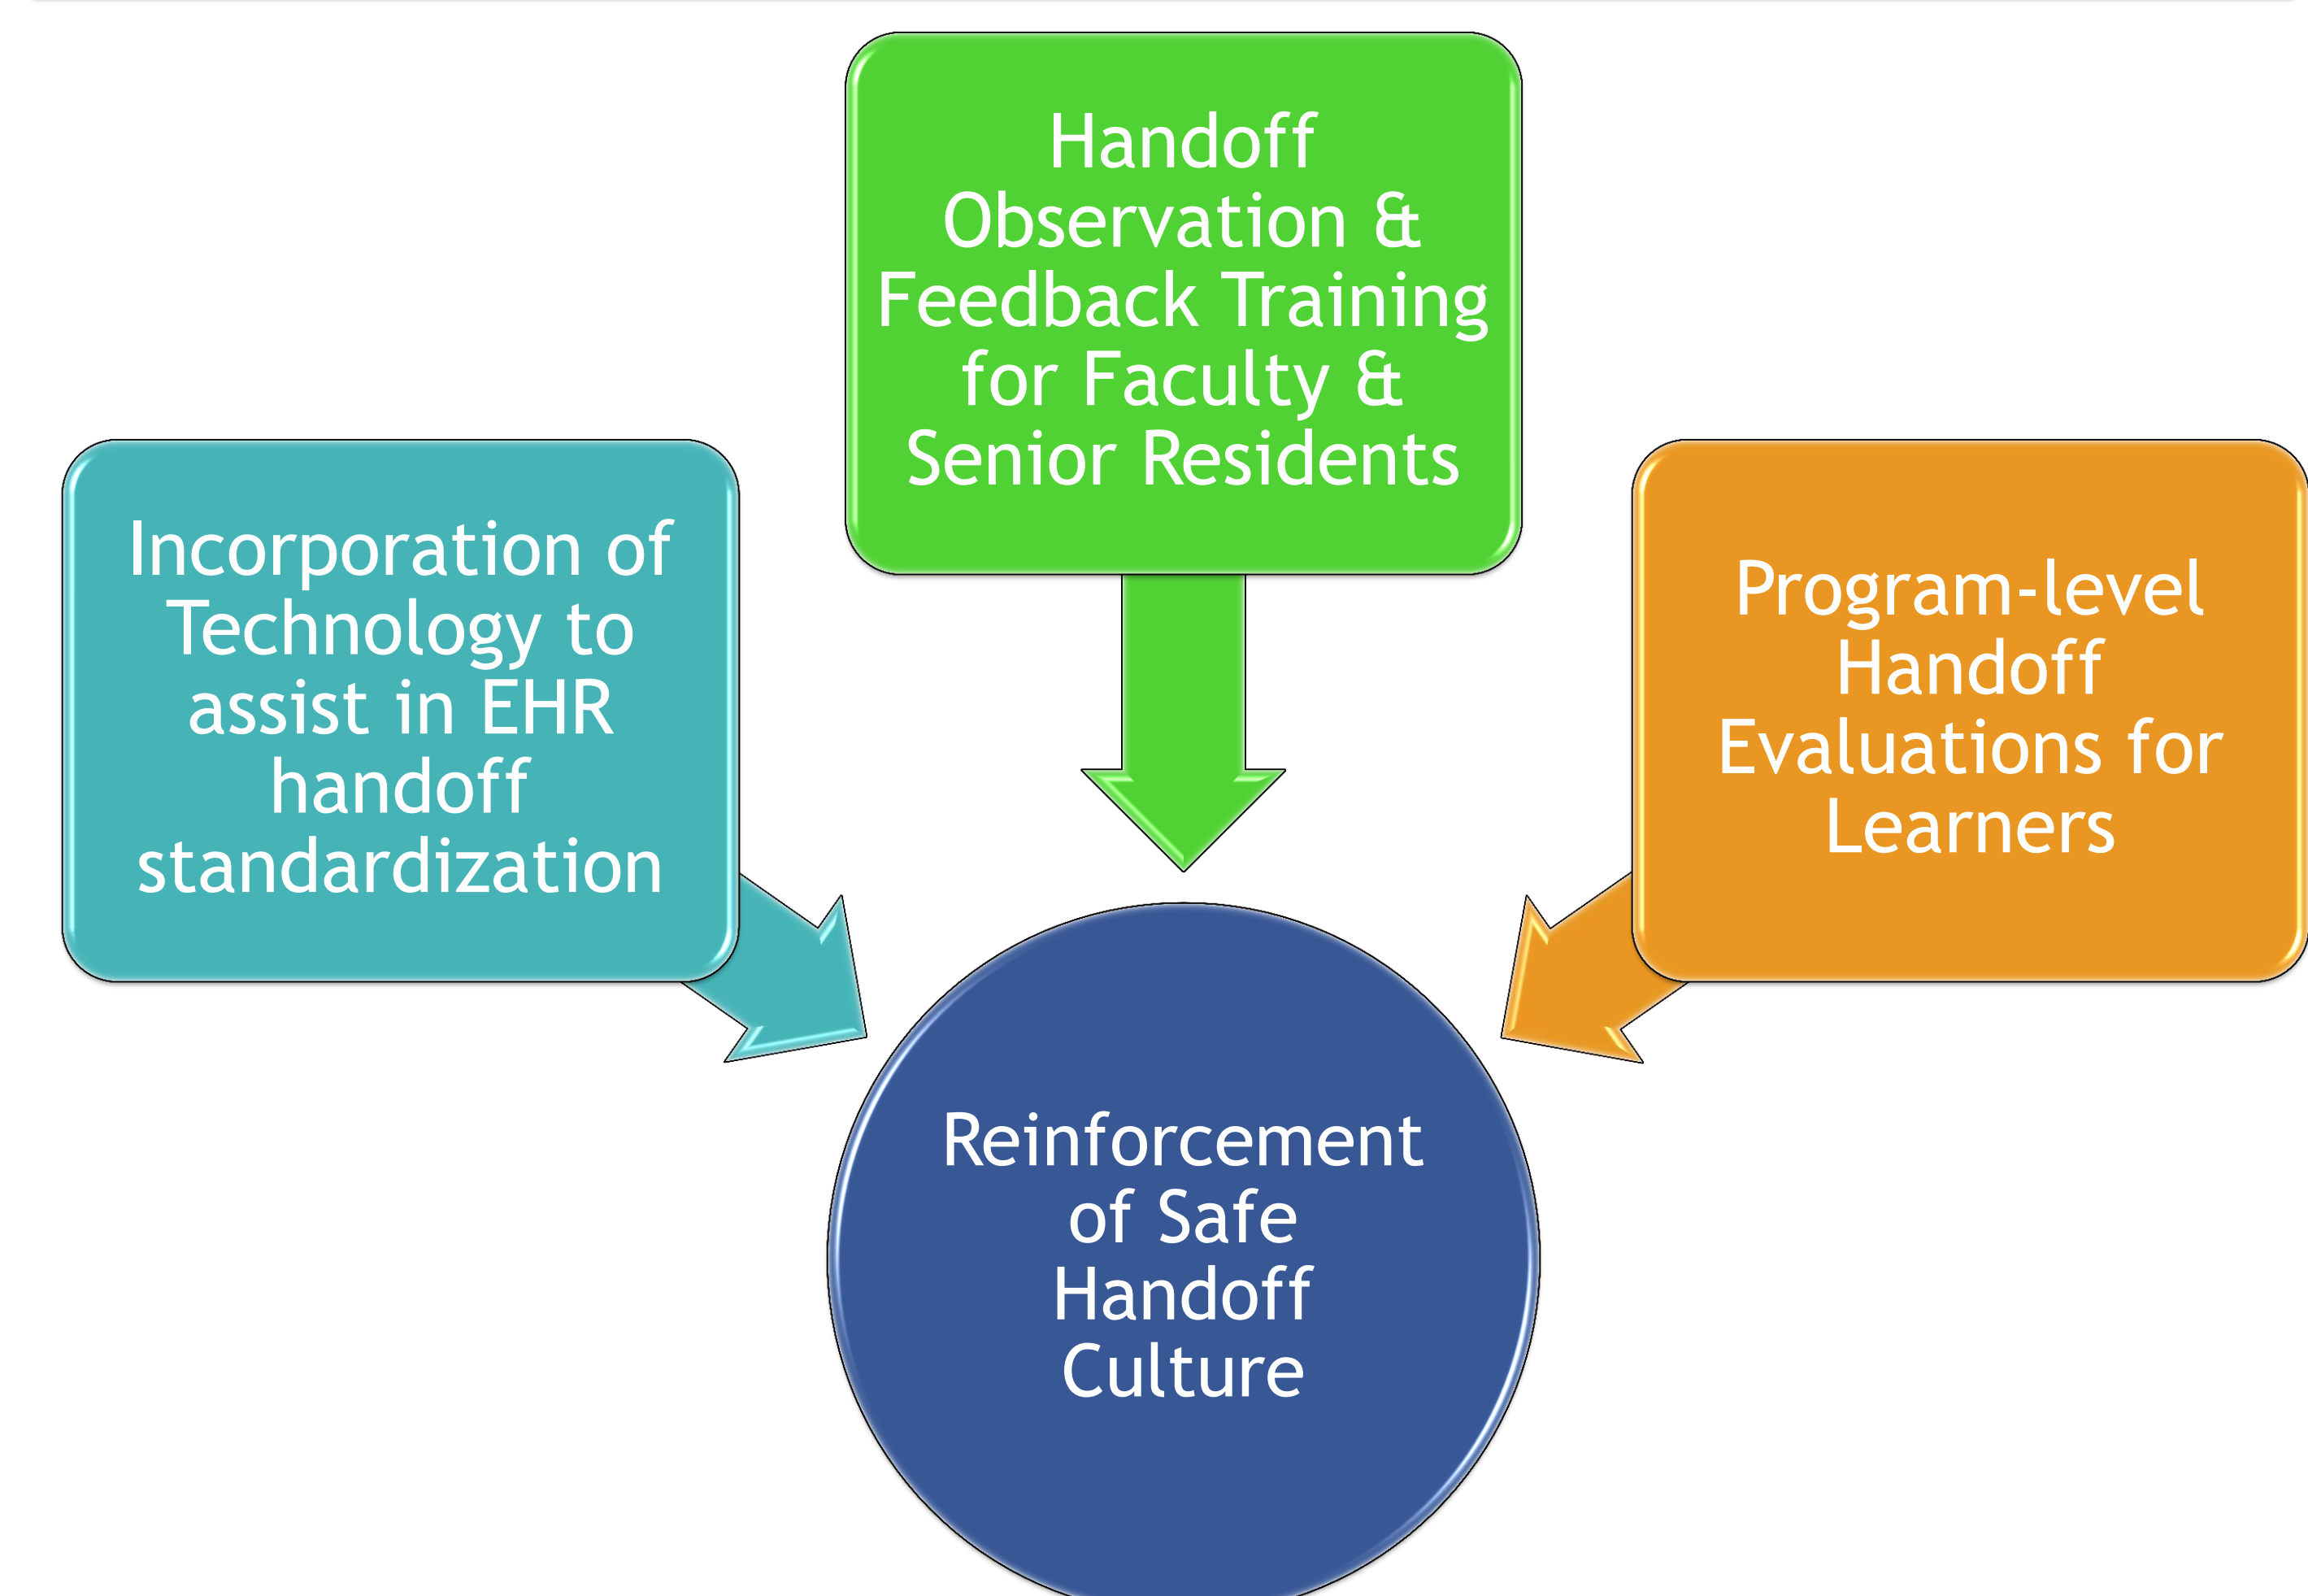 Handoff
Observation &
Feedback Training
for Faculty &
Senior Residents
Incorporation of
Technology to
assist in EHR
handoff
standardization
Program-level
Handoff
Evaluations for
Learners
Reinforcement
of Safe
Handoff
Culture